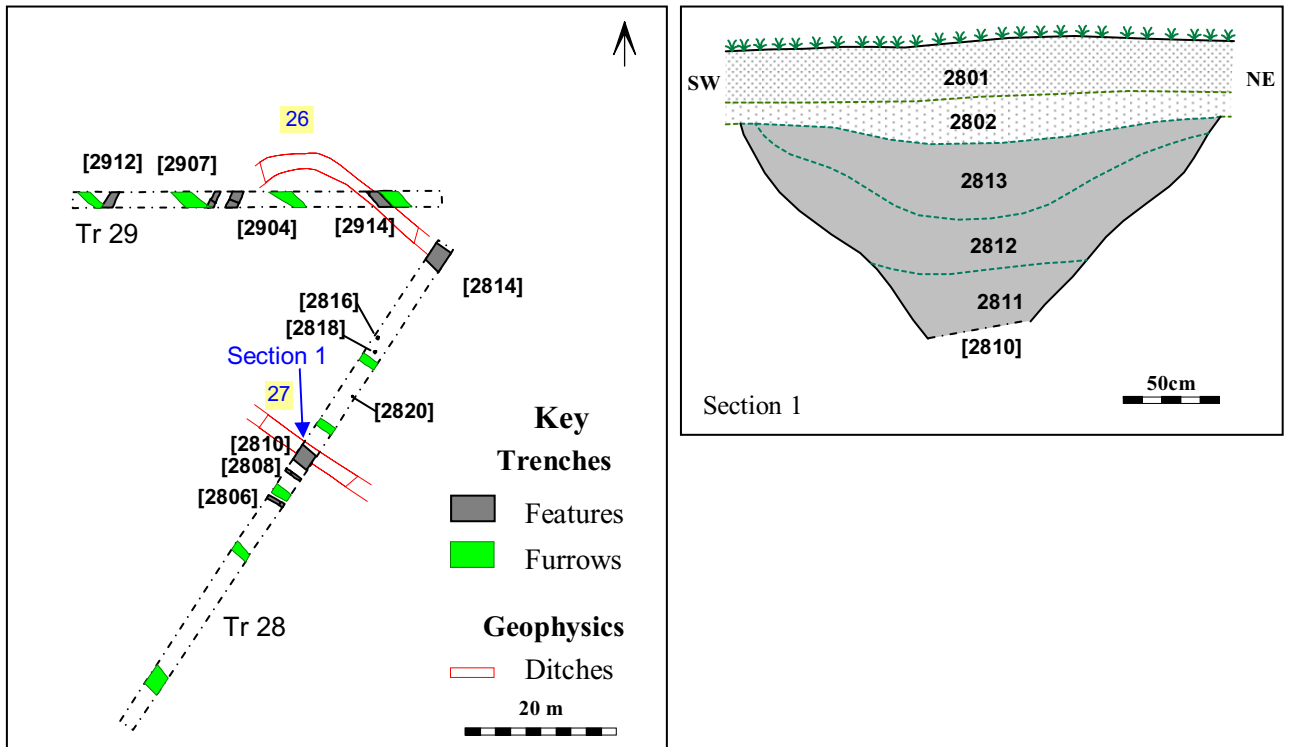 26
[2912] [2907]
Tr 29
[2904]
[2914]
[2814]
[2816]
[2818]
Section 1
27
[2820]
[2810]
[2808]
[2806]
Tr 28
Key
Trenches
Features
Furrows
Geophysics
Ditches
20 m
SW
NE
2801
2802
2813
2812
2811
[2810]
50cm
Section 1